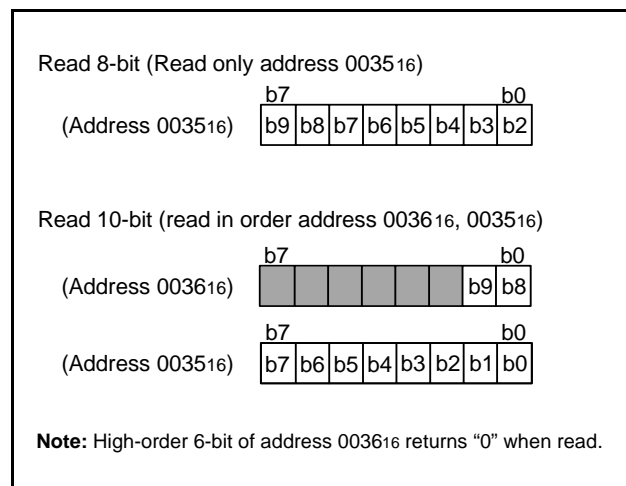 Read 8-bit (Read only address 003516)
b7 b0
(Address 003516) b9 b8 b7 b6 b5 b4 b3 b2
Read 10-bit (read in order address 003616, 003516)
b7 b0
(Address 003616) b9 b8
b7 b0
(Address 003516) b7 b6 b5 b4 b3 b2 b1 b0
Note: High-order 6-bit of address 003616 returns “0” when read.